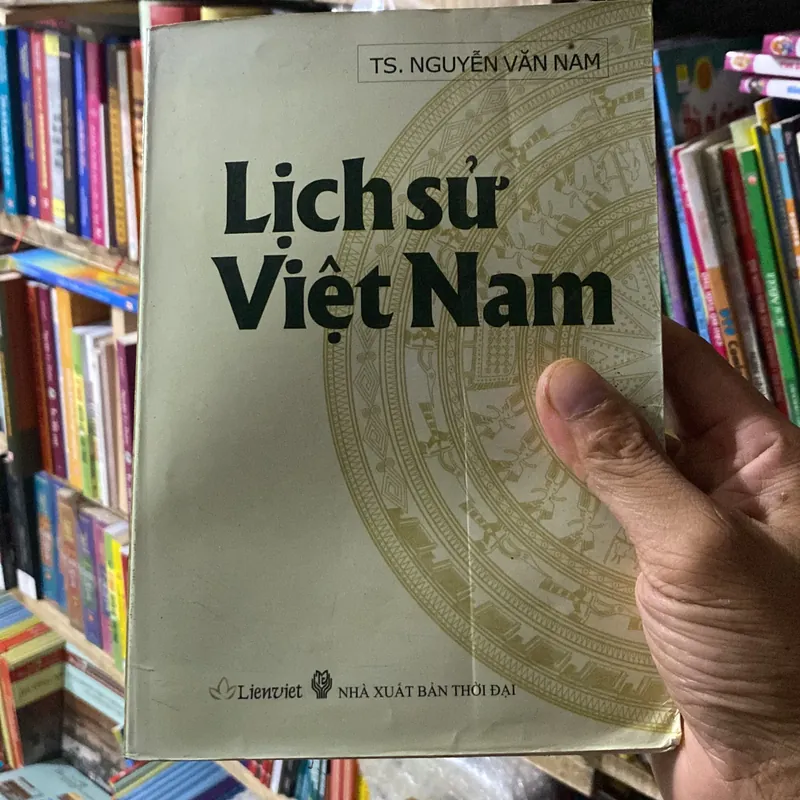 TS. NGUYỄN VĂN NAM
Lịch sử
Việt Nam
Lienviet NHÀ XUẤT BẢN THỜI ĐẠI